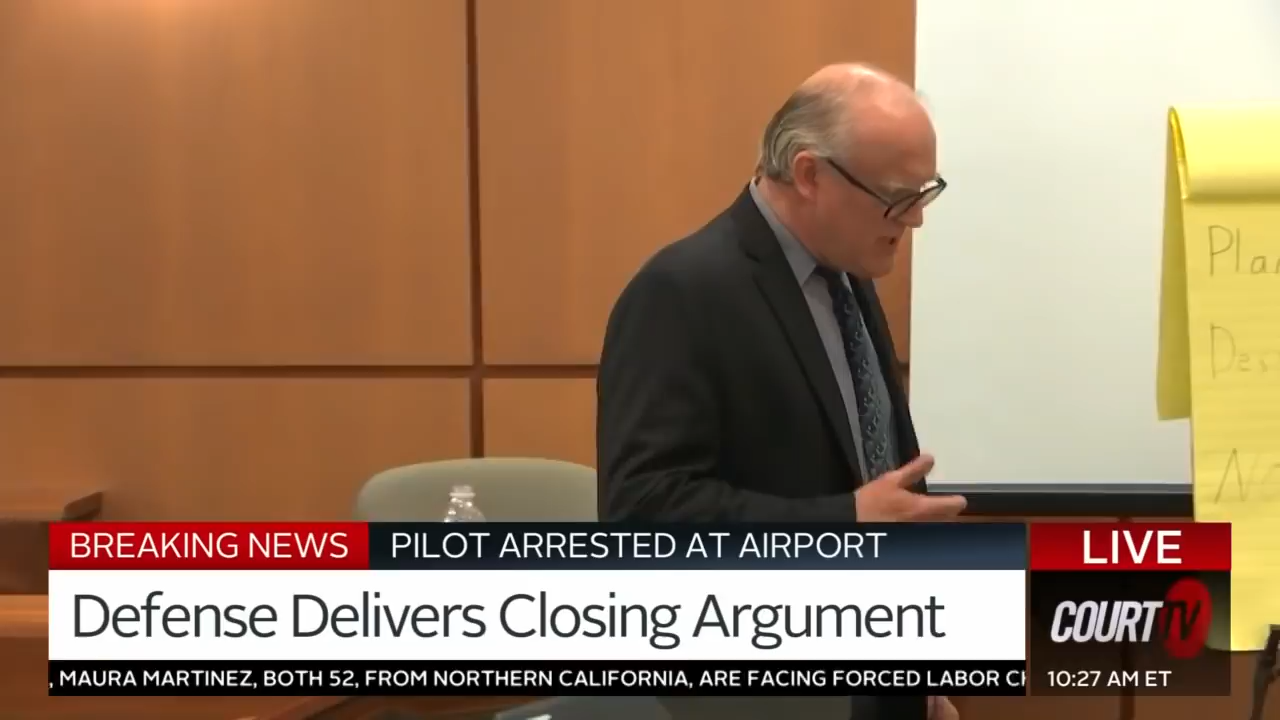 BREAKING NEWS PILOT ARRESTED AT AIRPORT LIVE
Defense Delivers Closing Argument
COURT TV
, MAURA MARTINEZ, BOTH 52, FROM NORTHERN CALIFORNIA, ARE FACING FORCED LABOR 10:27 AM ET